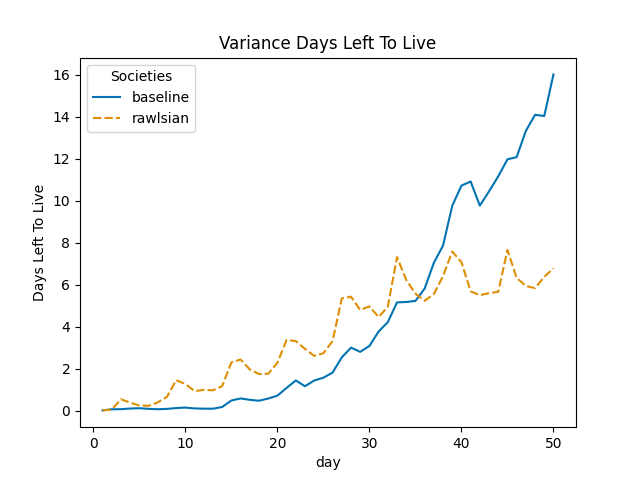 Variance Days Left To Live
Societies
baseline
rawlsian
Days Left To Live
16
14
12
10
8
6
4
2
0
0 10 20 30 40 50
day